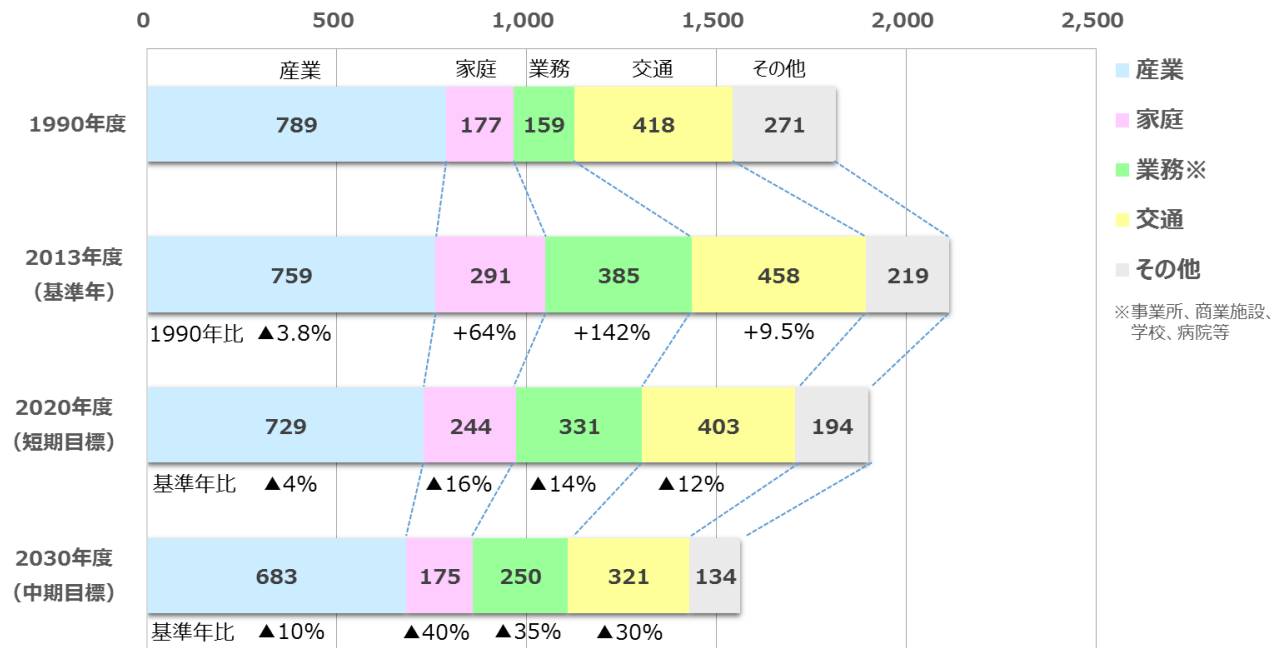 0 500 1,000 1,500 2,000 2,500
産業 家庭 業務 交通 その他
1990年度 789 177 159 418 271
2013年度
（基準年）
759 291 385 458 219
1990年比 ▲3.8% +64% +142% +9.5%
2020年度
（短期目標）
729 244 331 403 194
基準年比 ▲4% ▲16% ▲14% ▲12%
2030年度
（中期目標）
683 175 250 321 134
基準年比 ▲10% ▲40% ▲35% ▲30%
産業
家庭
業務※
交通
その他
※事業所、商業施設、
学校、病院等